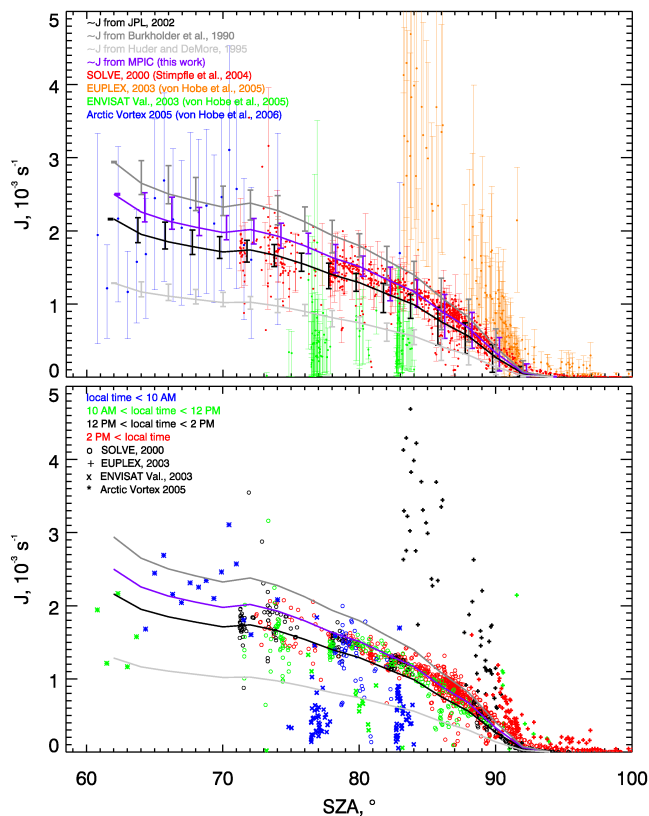 5
4
3
2
1
0
J, 10⁻³ s⁻¹
~J from JPL, 2002
~J from Burkholder et al., 1990
~J from Huder and DeMore, 1995
~J from MPIC (this work)
SOLVE, 2000 (Stimpfle et al., 2004)
EUPLEX, 2003 (von Hobe et al., 2005)
ENVISAT Val., 2003 (von Hobe et al., 2005)
Arctic Vortex 2005 (von Hobe et al., 2006)
5
4
3
2
1
0
J, 10⁻³ s⁻¹
local time < 10 AM
10 AM < local time < 12 PM
12 PM < local time < 2 PM
2 PM < local time
SOLVE, 2000
EUPLEX, 2003
ENVISAT Val., 2003
Arctic Vortex 2005
60 70 80 90 100
SZA, °